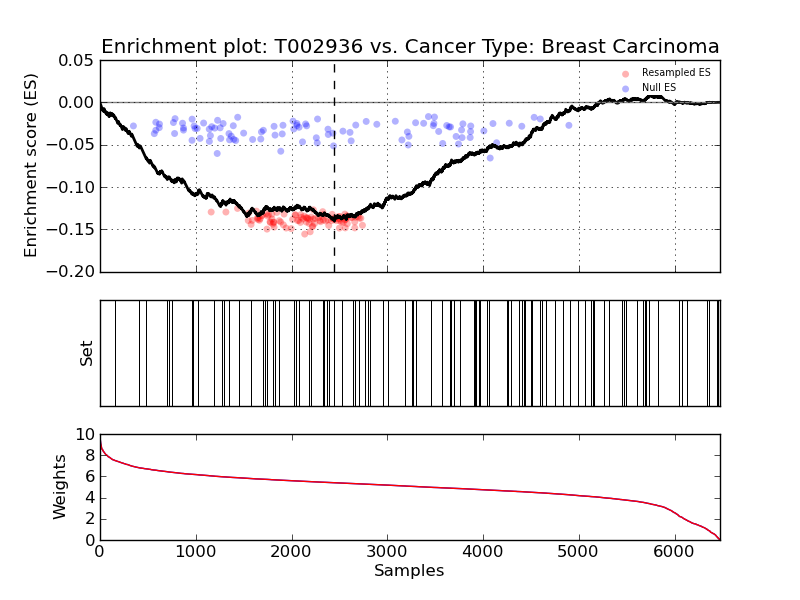 Enrichment plot: T002936 vs. Cancer Type: Breast Carcinoma
Enrichment score (ES)
0.05
0.00
−0.05
−0.10
−0.15
−0.20
Resampled ES
Null ES
Set
Weights
10
8
6
4
2
0
0 1000 2000 3000 4000 5000 6000
Samples